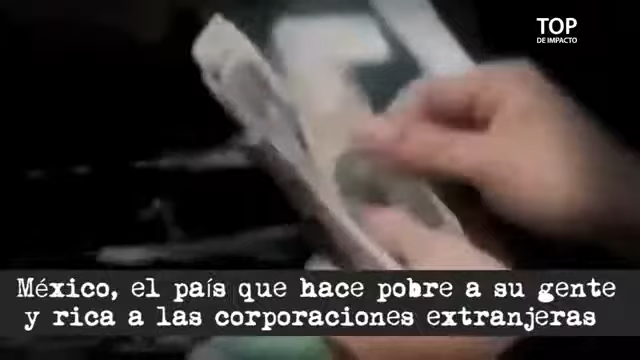 TOP
DE IMPACTO
México, el país que hace pobre a su gente
y rica a las corporaciones extranjeras